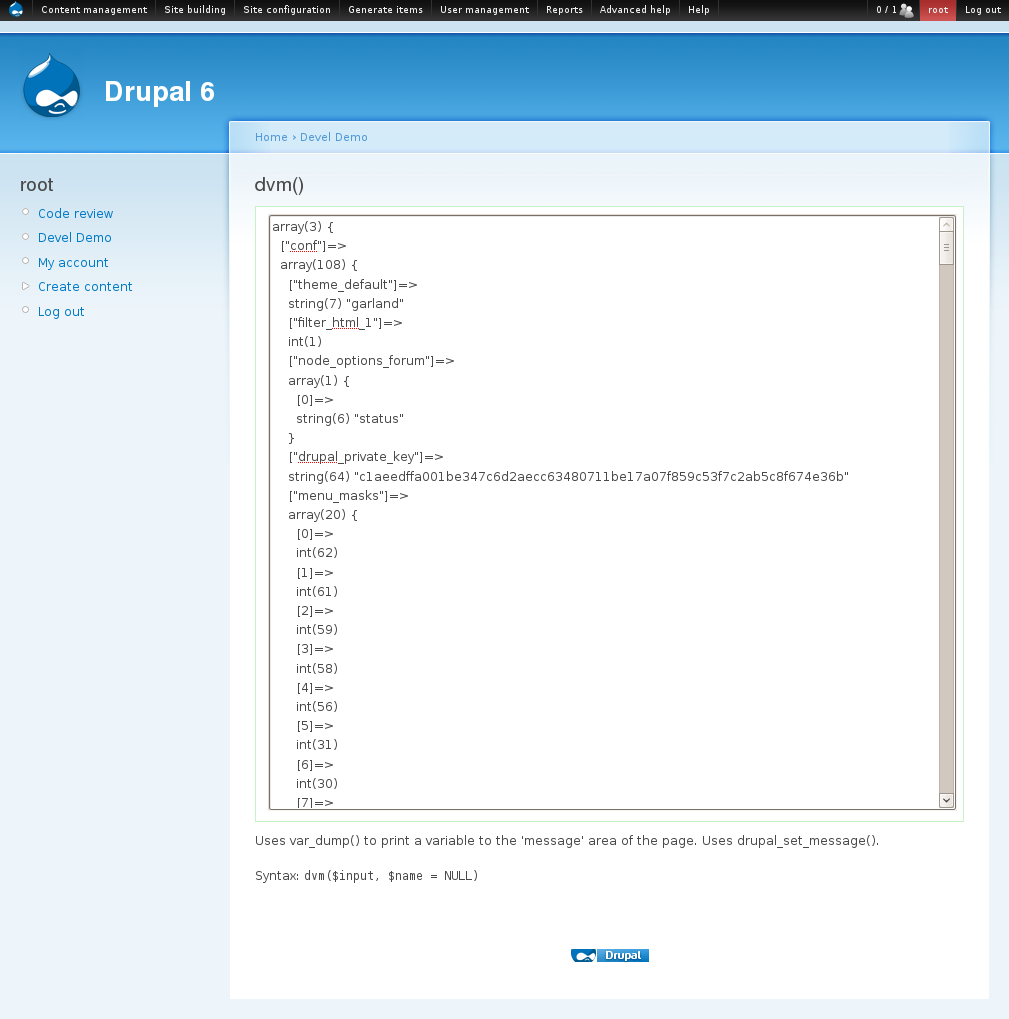 Content management Site building Site configuration Generate items User management Reports Advanced help Help 0 / 1 root Log out
Drupal 6
Home › Devel Demo
root
Code review
Devel Demo
My account
Create content
Log out
dvm()
array(3) {
["conf"]=>
array(108) {
["theme_default"]=>
string(7) "garland"
["filter_html_1"]=>
int(1)
["node_options_forum"]=>
array(1) {
[0]=>
string(6) "status"
}
["drupal_private_key"]=>
string(64) "c1aeedffa001be347c6d2aecc63480711be17a07f859c53f7c2ab5c8f674e36b"
["menu_masks"]=>
array(20) {
[0]=>
int(62)
[1]=>
int(61)
[2]=>
int(59)
[3]=>
int(58)
[4]=>
int(56)
[5]=>
int(31)
[6]=>
int(30)
[7]=>
Uses var_dump() to print a variable to the 'message' area of the page. Uses drupal_set_message().
Syntax: dvm($input, $name = NULL)
Drupal